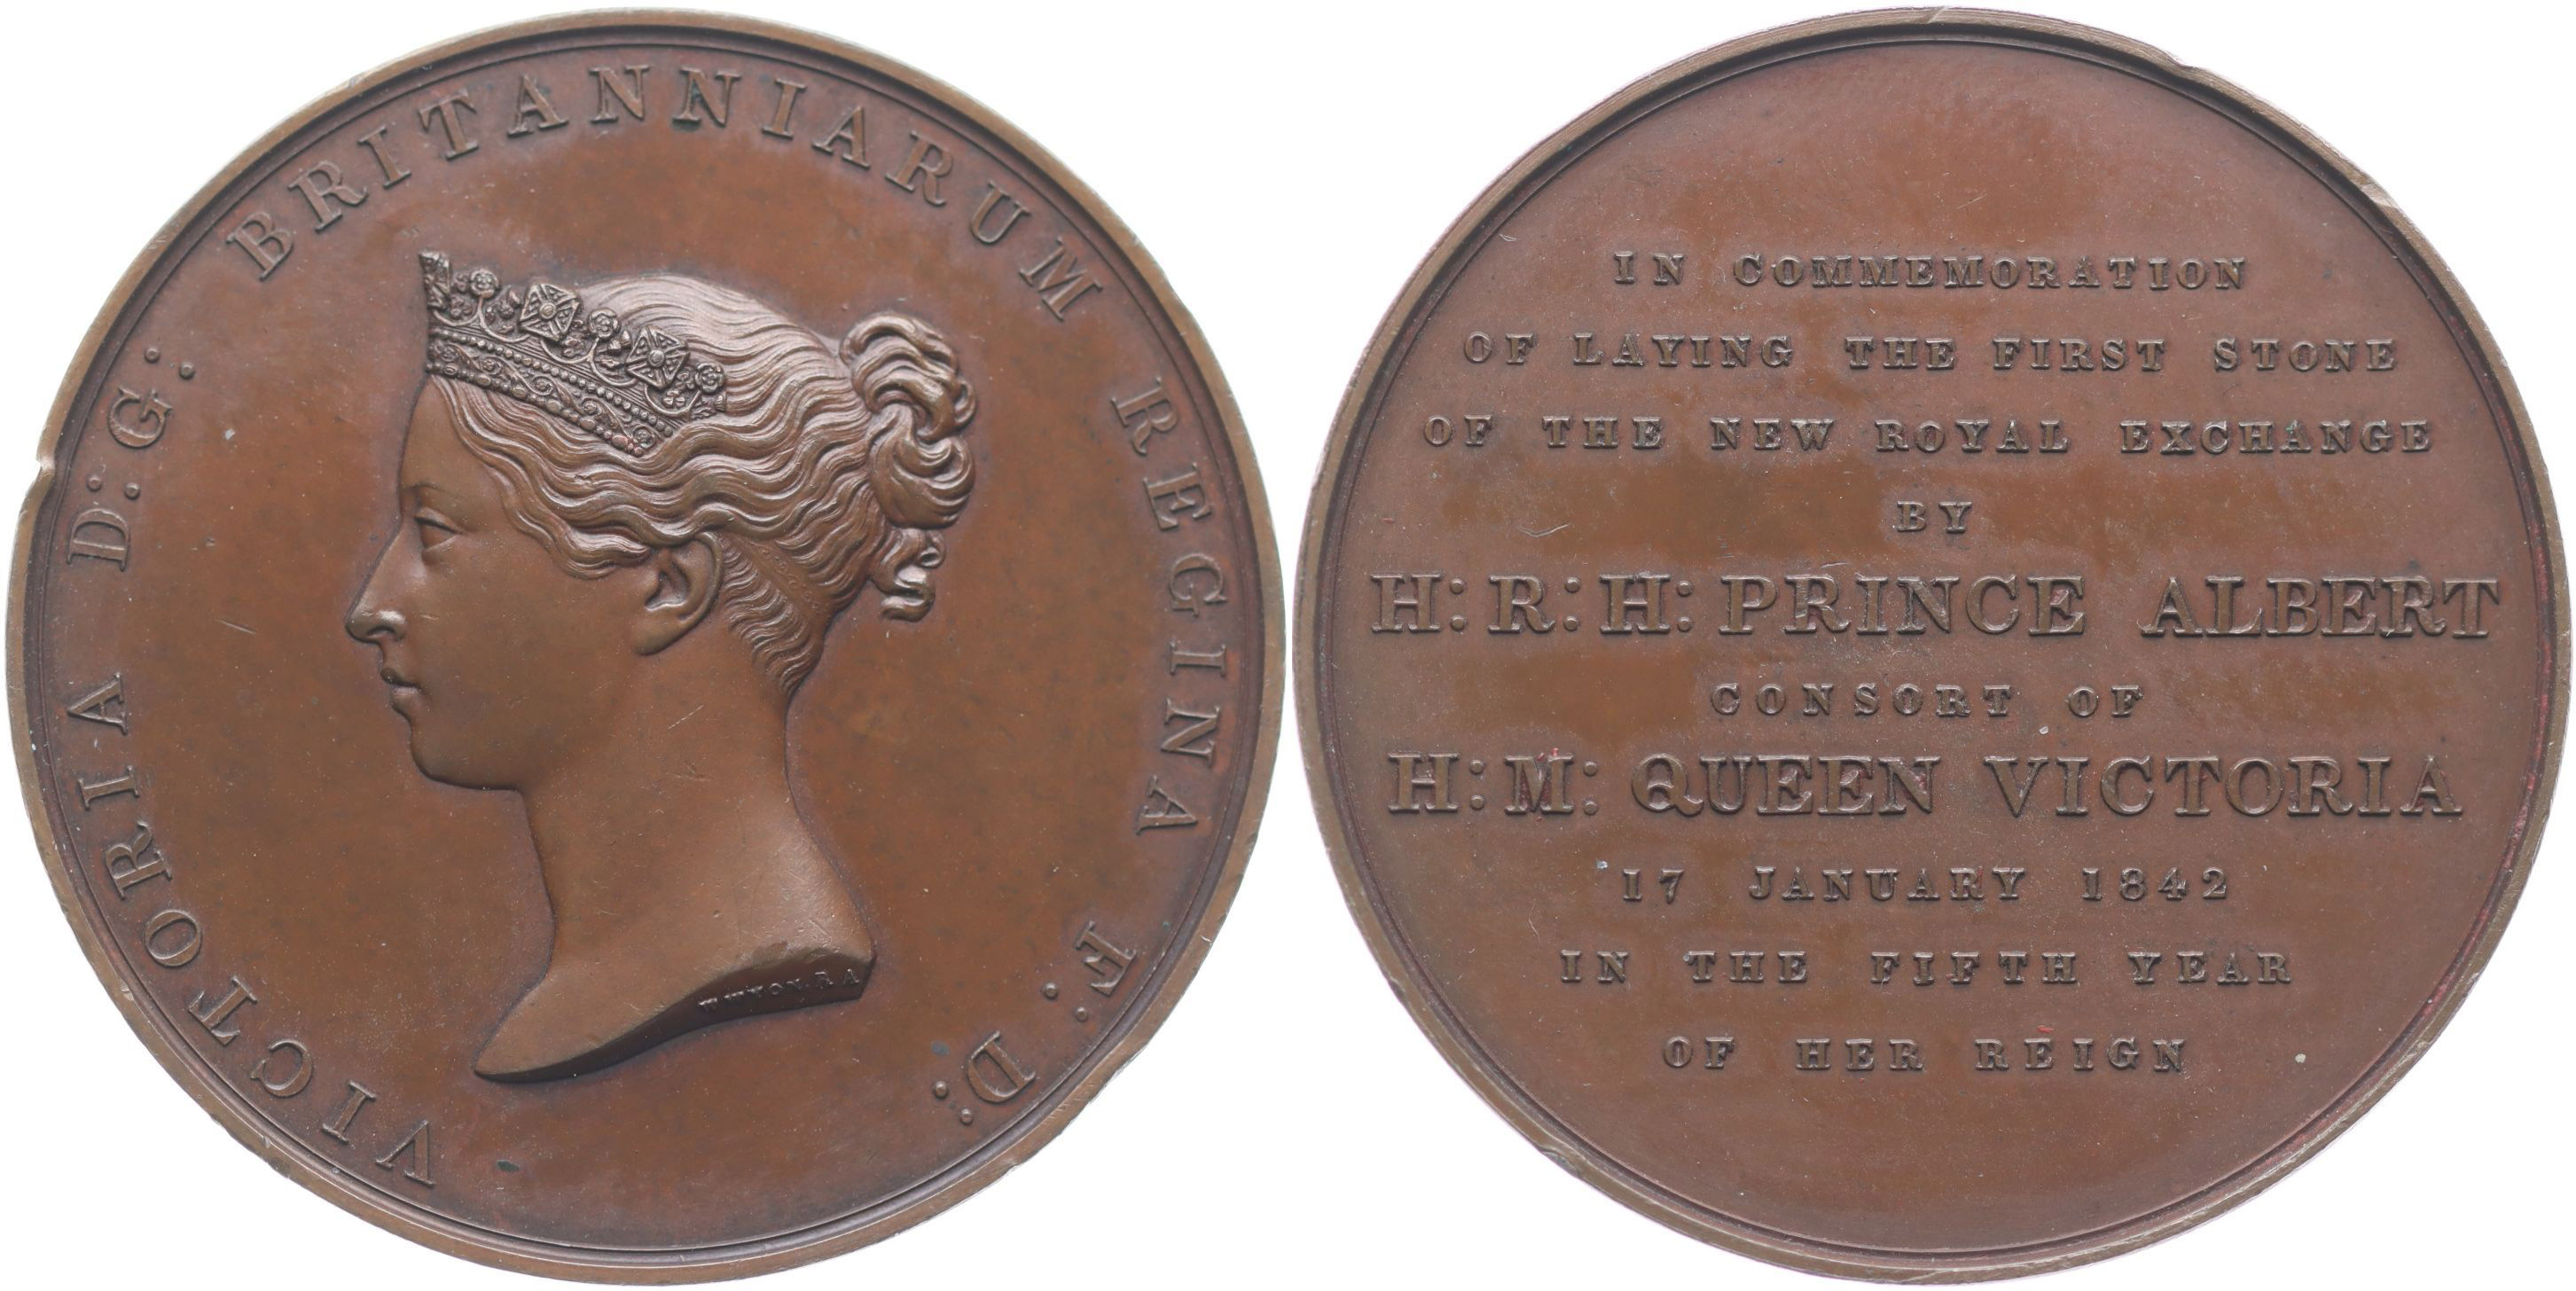 VICTORIA D: G: BRITANNIARUM REGINA F: D:
W WYON. R A
IN COMMEMORATION
OF LAYING THE FIRST STONE
OF THE NEW ROYAL EXCHANGE
BY
H: R: H: PRINCE ALBERT
CONSORT OF
H: M: QUEEN VICTORIA
17 JANUARY 1842
IN THE FIFTH YEAR
OF HER REIGN